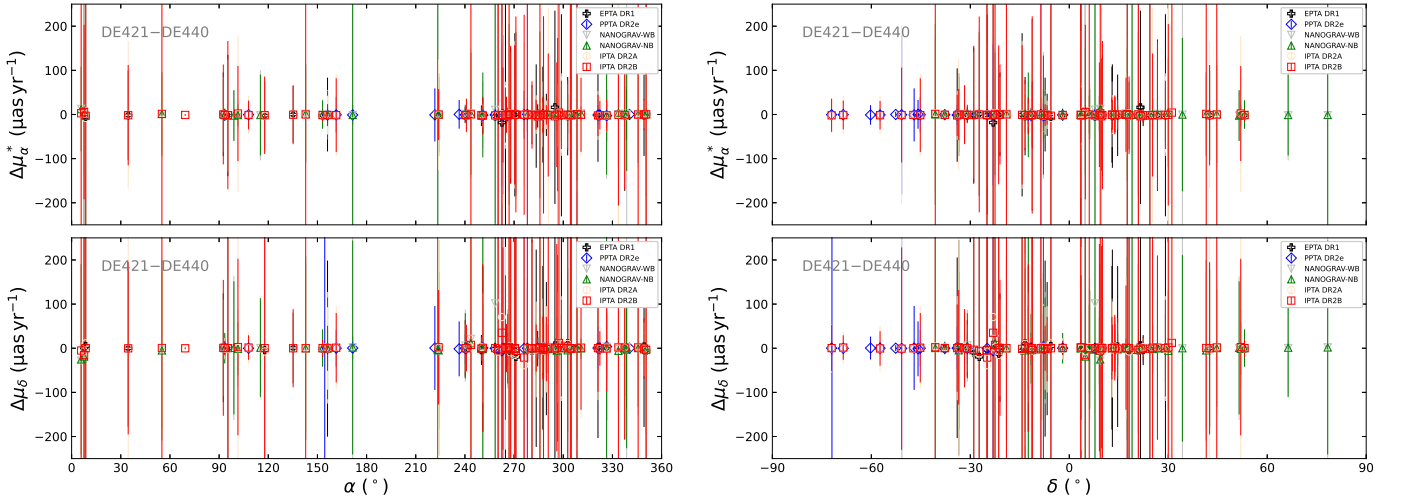 DE421−DE440
EPTA DR1
PPTA DR2e
NANOGRAV-WB
NANOGRAV-NB
IPTA DR2A
IPTA DR2B
Δμα* (μas yr−1)
200
100
0
−100
−200
DE421−DE440
EPTA DR1
PPTA DR2e
NANOGRAV-WB
NANOGRAV-NB
IPTA DR2A
IPTA DR2B
Δμα* (μas yr−1)
200
100
0
−100
−200
DE421−DE440
EPTA DR1
PPTA DR2e
NANOGRAV-WB
NANOGRAV-NB
IPTA DR2A
IPTA DR2B
Δμδ (μas yr−1)
200
100
0
−100
−200
0 30 60 90 120 150 180 210 240 270 300 330 360
α (°)
DE421−DE440
EPTA DR1
PPTA DR2e
NANOGRAV-WB
NANOGRAV-NB
IPTA DR2A
IPTA DR2B
Δμδ (μas yr−1)
200
100
0
−100
−200
−90 −60 −30 0 30 60 90
δ (°)